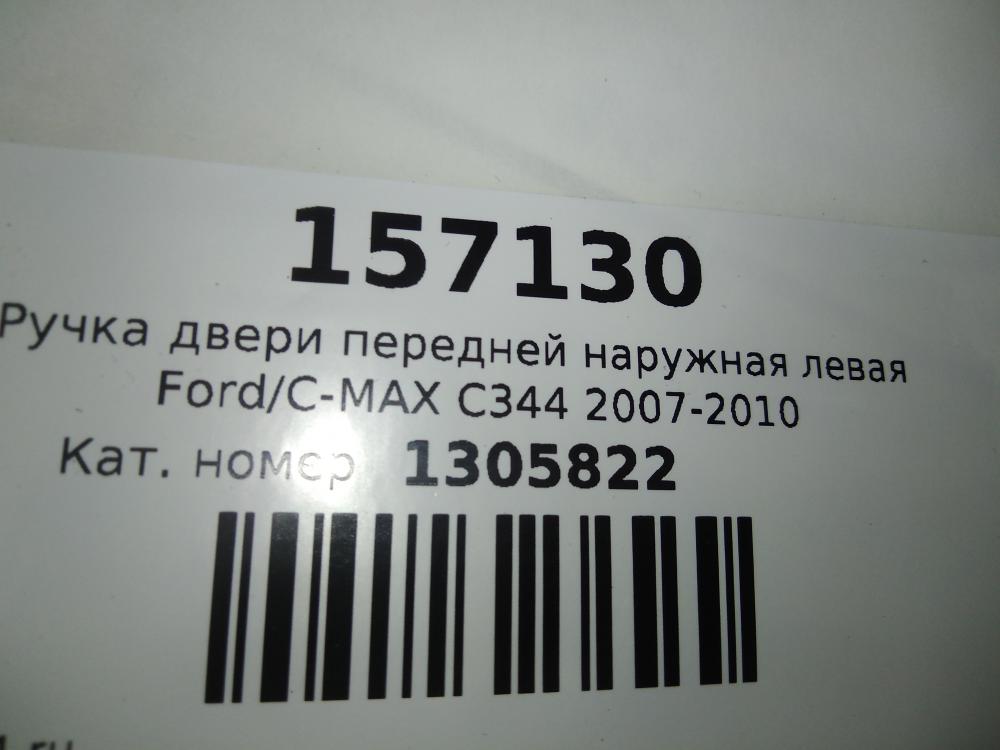 157130
Ручка двери передней наружная левая
Ford/C-MAX C344 2007-2010
Кат. номер 1305822